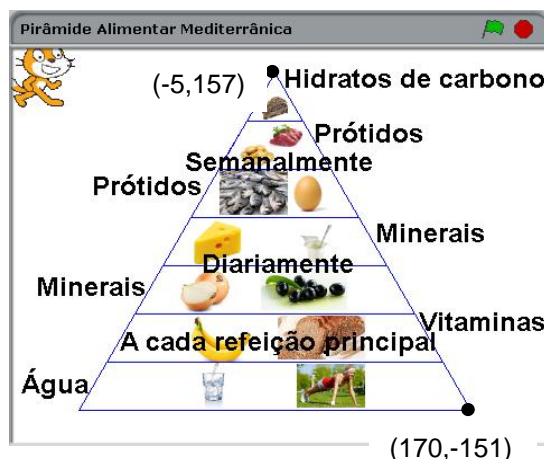 Pirâmide Alimentar Mediterrânica
(-5,157)
Hidratos de carbono
Prótidos
Semanalmente
Prótidos
Minerais
Diariamente
Minerais
Vitaminas
A cada refeição principal
Água
(170,-151)